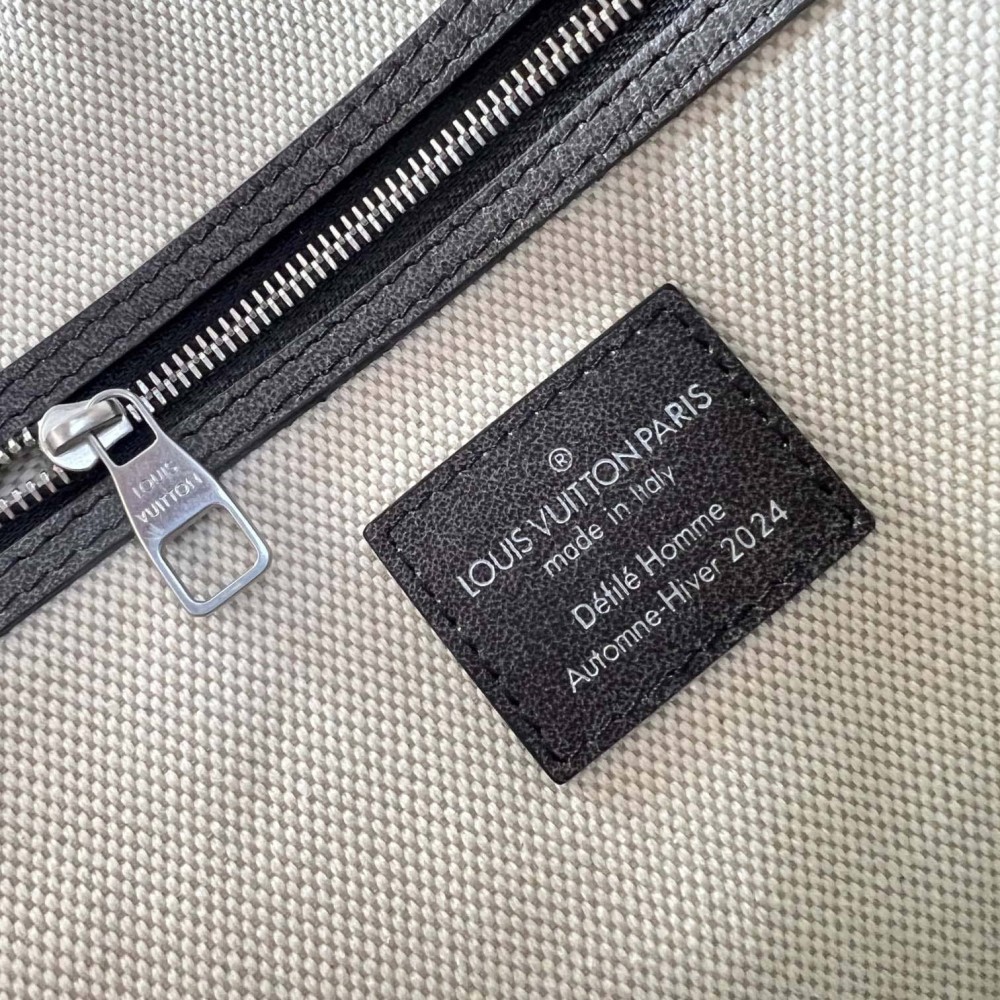 LOUIS
VUITTON
®
LOUIS VUITTON PARIS
made in Italy
Défilé Homme
Automne-Hiver 2024